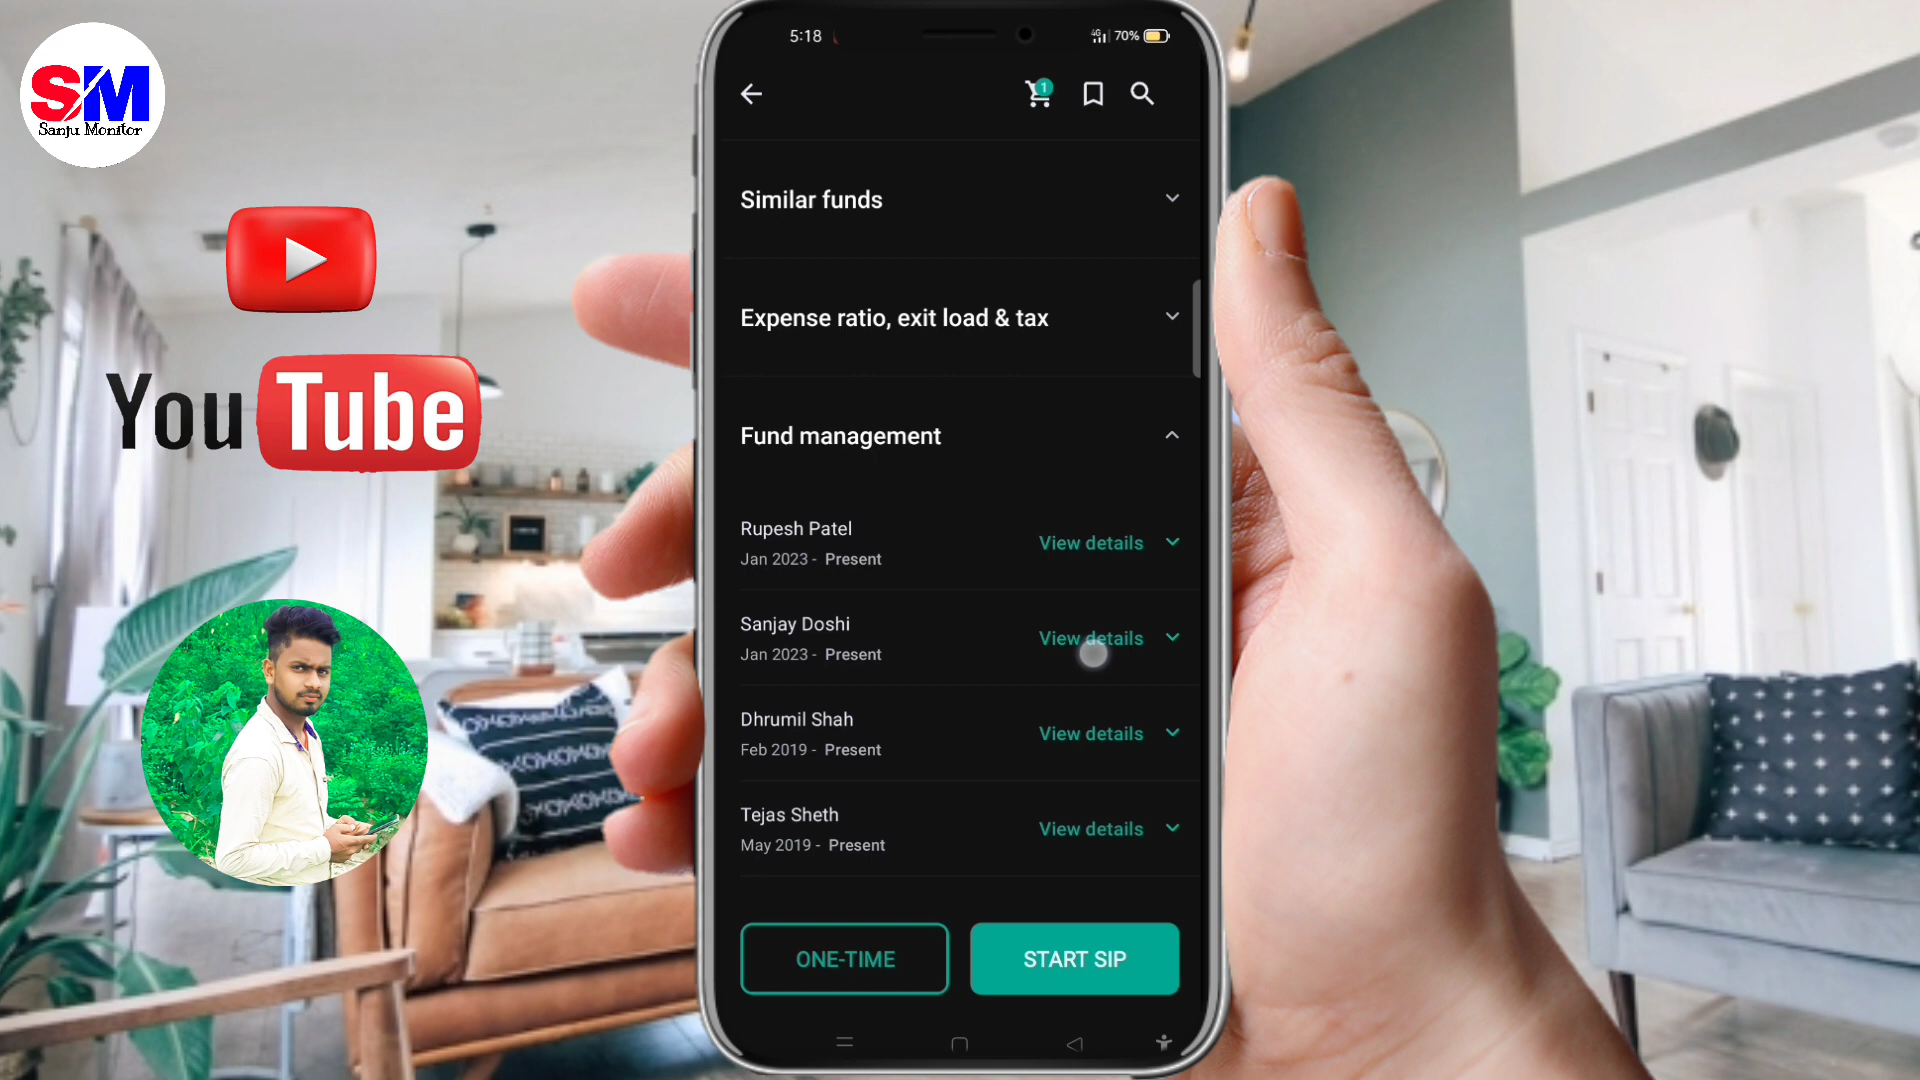 SM
Sanju Monitor
YouTube
5:18
4G 70%
1
Similar funds
Expense ratio, exit load & tax
Fund management
Rupesh Patel
Jan 2023 - Present
View details
Sanjay Doshi
Jan 2023 - Present
View details
Dhrumil Shah
Feb 2019 - Present
View details
Tejas Sheth
May 2019 - Present
View details
ONE-TIME
START SIP